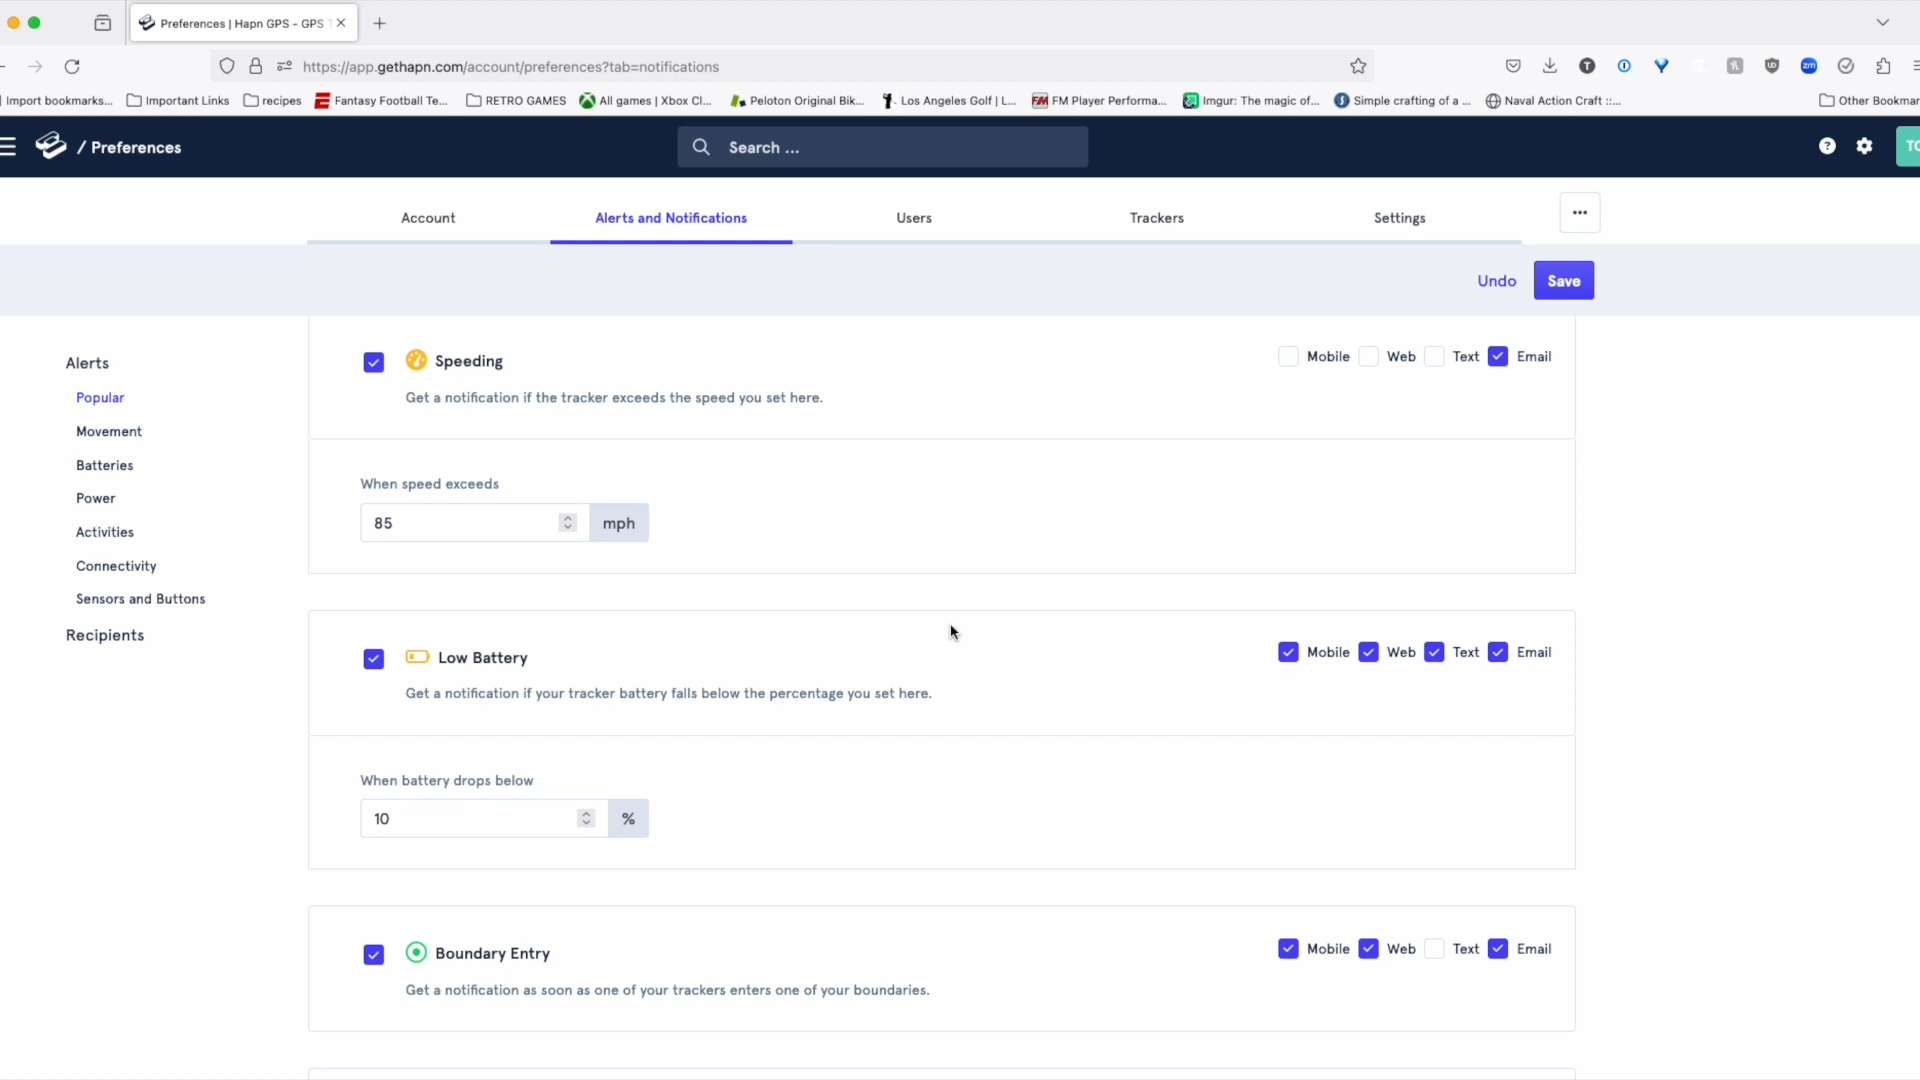 Preferences | Hapn GPS - GPS T
https://app.gethapn.com/account/preferences?tab=notifications
Import bookmarks... Important Links recipes Fantasy Football Te... RETRO GAMES All games | Xbox Cl... Peloton Original Bik... Los Angeles Golf | L... FM Player Performa... Imgur: The magic of... Simple crafting of a ... Naval Action Craft ::... Other Bookmar
/ Preferences
Search ...
TC
Account Alerts and Notifications Users Trackers Settings
Undo Save
Alerts
Popular
Movement
Batteries
Power
Activities
Connectivity
Sensors and Buttons
Recipients
Speeding
Mobile Web Text Email
Get a notification if the tracker exceeds the speed you set here.
When speed exceeds
85 mph
Low Battery
Mobile Web Text Email
Get a notification if your tracker battery falls below the percentage you set here.
When battery drops below
10 %
Boundary Entry
Mobile Web Text Email
Get a notification as soon as one of your trackers enters one of your boundaries.